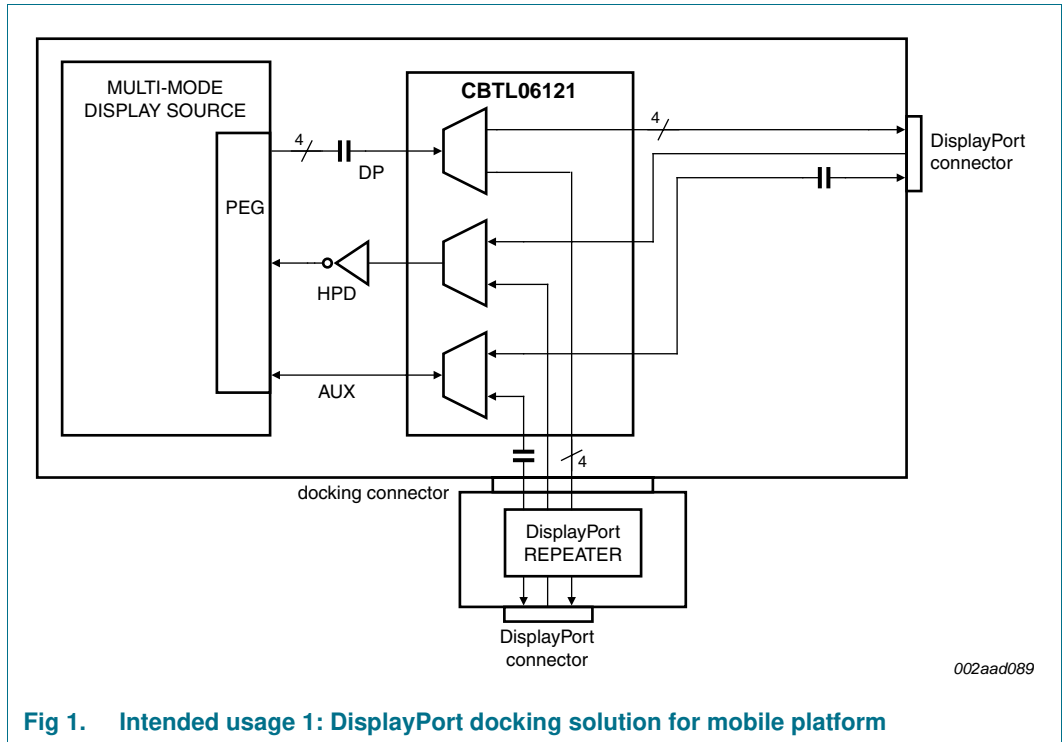 MULTI-MODE
DISPLAY SOURCE
CBTL06121
4
4
DisplayPort
connector
DP
PEG
HPD
AUX
4
docking connector
DisplayPort
REPEATER
DisplayPort
connector
002aad089
Fig 1. Intended usage 1: DisplayPort docking solution for mobile platform